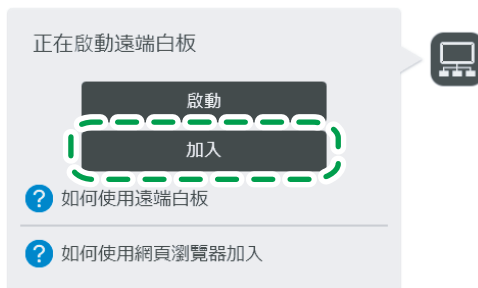 正在啟動遠端白板
啟動
加入
如何使用遠端白板
如何使用網頁瀏覽器加入